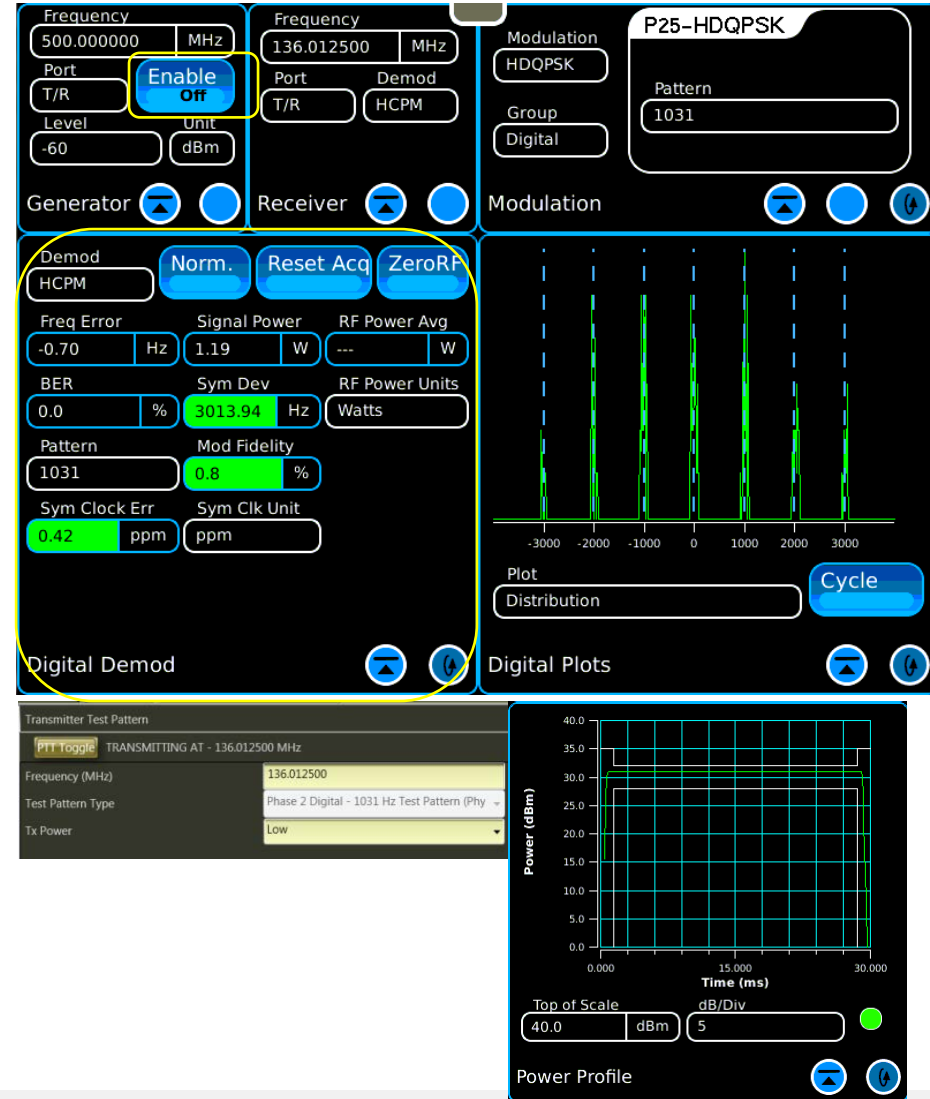 Frequency
500.000000 MHz
Port
T/R
Enable
Off
Level Unit
-60 dBm
Generator
Frequency
136.012500 MHz
Port Demod
T/R HCPM
Receiver
Modulation
HDQPSK
Group
Digital
P25-HDQPSK
Pattern
1031
Modulation
Demod
HCPM
Norm. Reset Acq ZeroRF
Freq Error Signal Power RF Power Avg
-0.70 Hz 1.19 W --- W
BER Sym Dev RF Power Units
0.0 % 3013.94 Hz Watts
Pattern Mod Fidelity
1031 0.8 %
Sym Clock Err Sym Clk Unit
0.42 ppm ppm
Digital Demod
-3000 -2000 -1000 0 1000 2000 3000
Plot
Distribution
Cycle
Digital Plots
Transmitter Test Pattern
PTT Toggle TRANSMITTING AT - 136.012500 MHz
Frequency (MHz) 136.012500
Test Pattern Type Phase 2 Digital - 1031 Hz Test Pattern (Phy
Tx Power Low
Power (dBm)
40.0
35.0
30.0
25.0
20.0
15.0
10.0
5.0
0.0
0.000 15.000 30.000
Time (ms)
Top of Scale dB/Div
40.0 dBm 5
Power Profile